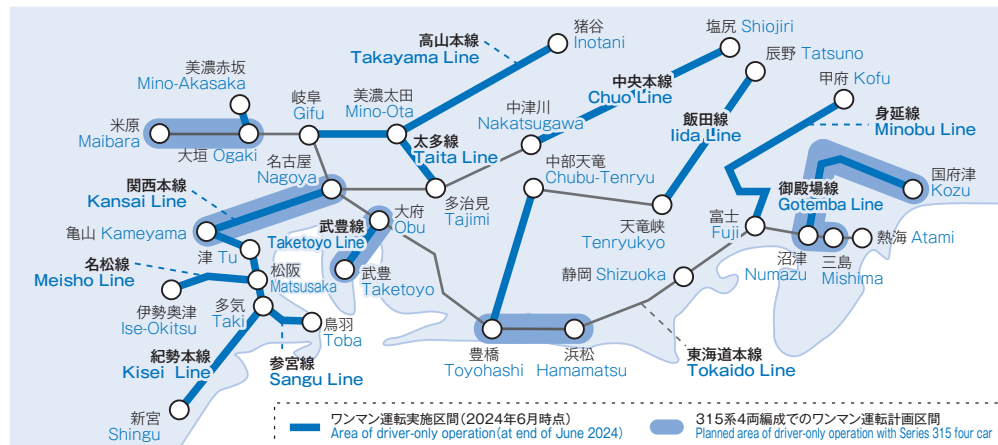 猪谷
Inotani
高山本線
Takayama Line
塩尻 Shiojiri
辰野 Tatsuno
甲府 Kofu
美濃赤坂
Mino-Akasaka
岐阜
Gifu
美濃太田
Mino-Ota
中央本線
Chuo Line
中津川
Nakatsugawa
飯田線
Iida Line
身延線
Minobu Line
米原
Maibara
大垣 Ogaki
太多線
Taita Line
名古屋
Nagoya
中部天竜
Chubu-Tenryu
国府津
Kozu
御殿場線
Gotemba Line
関西本線
Kansai Line
多治見
Tajimi
大府
Obu
武豊線
Taketoyo Line
天竜峡
Tenryukyo
富士
Fuji
亀山 Kameyama
熱海 Atami
津 Tu
沼津
Numazu
三島
Mishima
名松線
Meisho Line
松阪
Matsusaka
武豊
Taketoyo
静岡 Shizuoka
伊勢奥津
Ise-Okitsu
多気
Taki
鳥羽
Toba
豊橋
Toyohashi
浜松
Hamamatsu
東海道本線
Tokaido Line
紀勢本線
Kisei Line
参宮線
Sangu Line
新宮
Shingu
ワンマン運転実施区間(2024年6月時点)
Area of driver-only operation(at end of June 2024)
315系4両編成でのワンマン運転計画区間
Planned area of driver-only operation with Series 315 four car